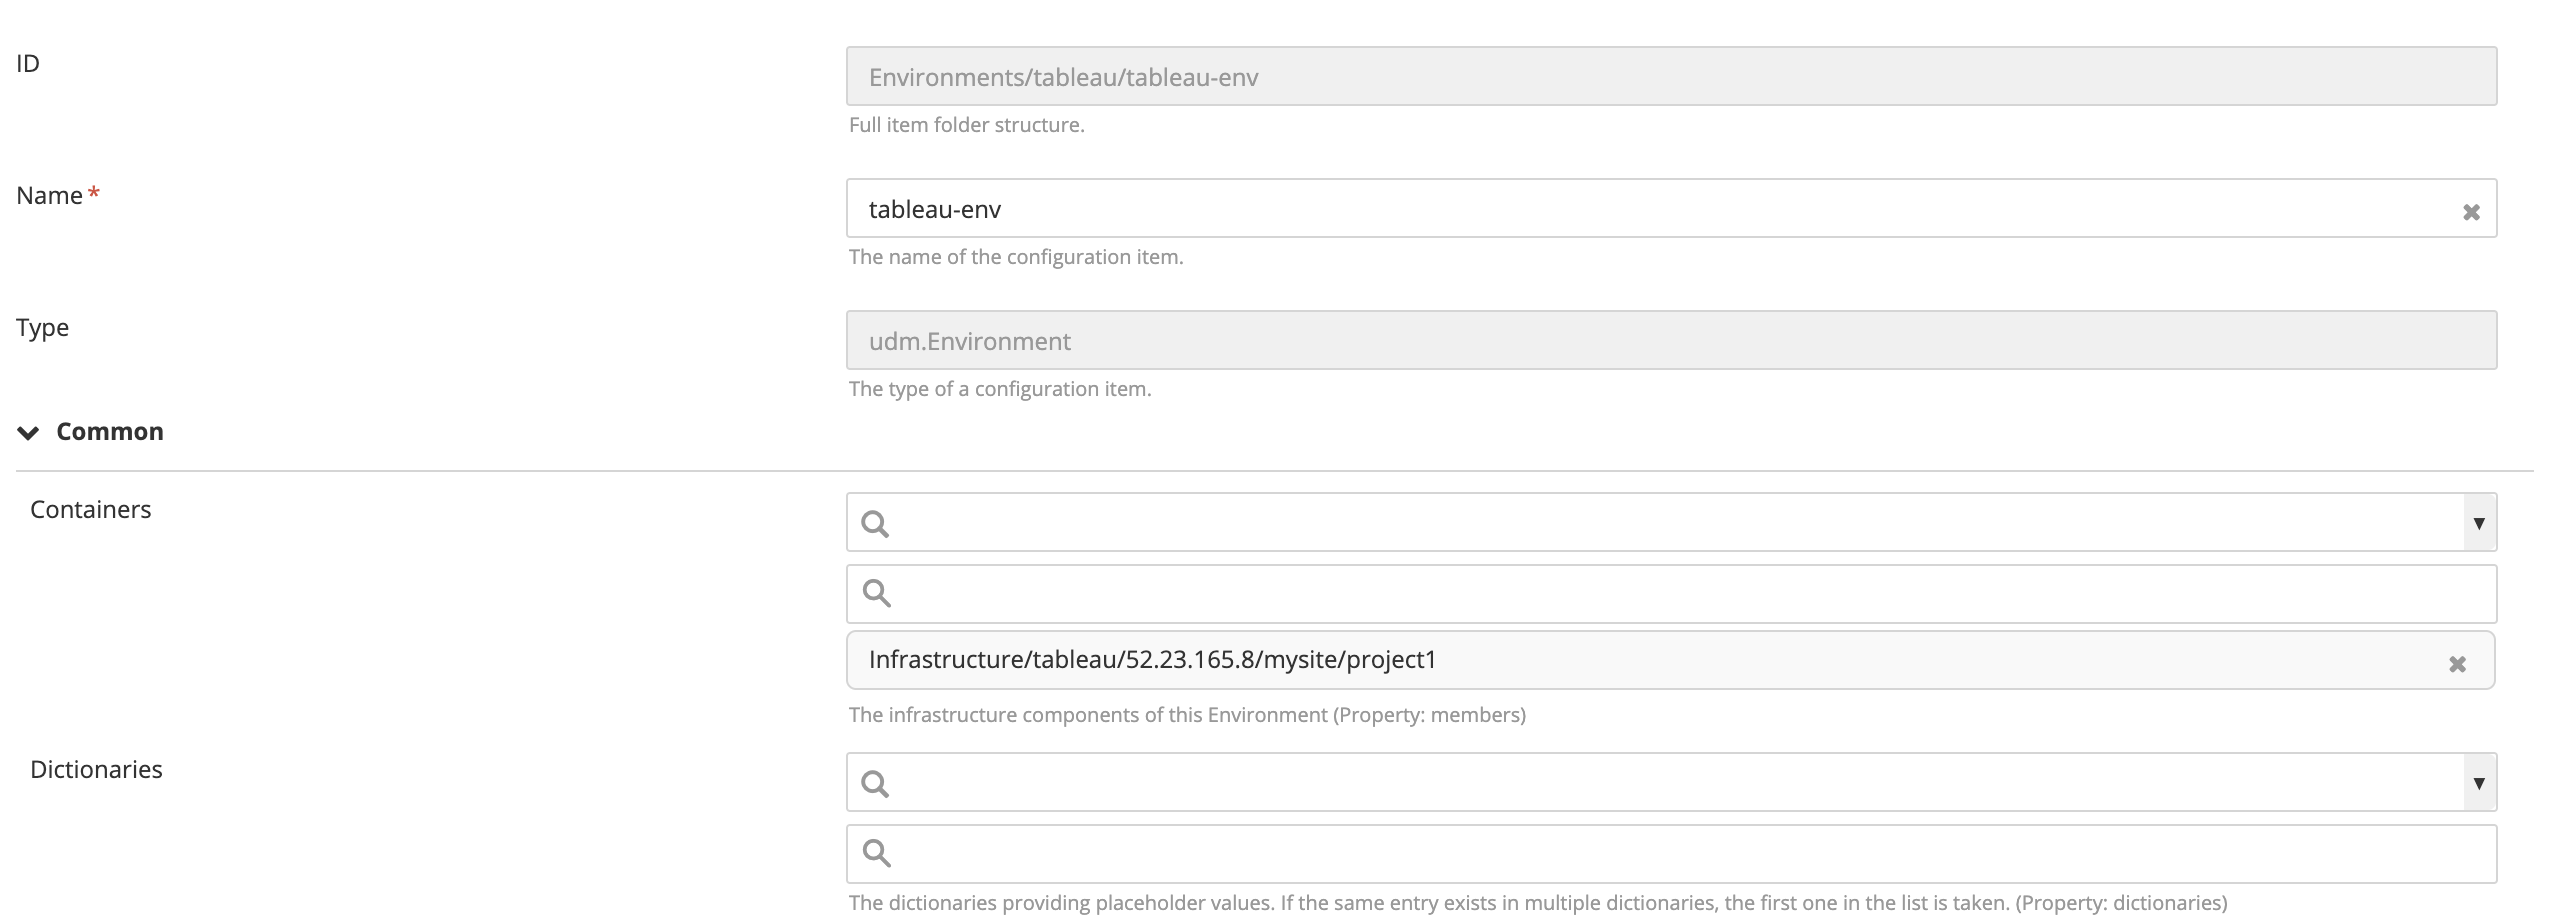 ID
Environments/tableau/tableau-env
Full item folder structure.
Name *
tableau-env
The name of the configuration item.
Type
udm.Environment
The type of a configuration item.
Common
Containers
Infrastructure/tableau/52.23.165.8/mysite/project1
The infrastructure components of this Environment (Property: members)
Dictionaries
The dictionaries providing placeholder values. If the same entry exists in multiple dictionaries, the first one in the list is taken. (Property: dictionaries)